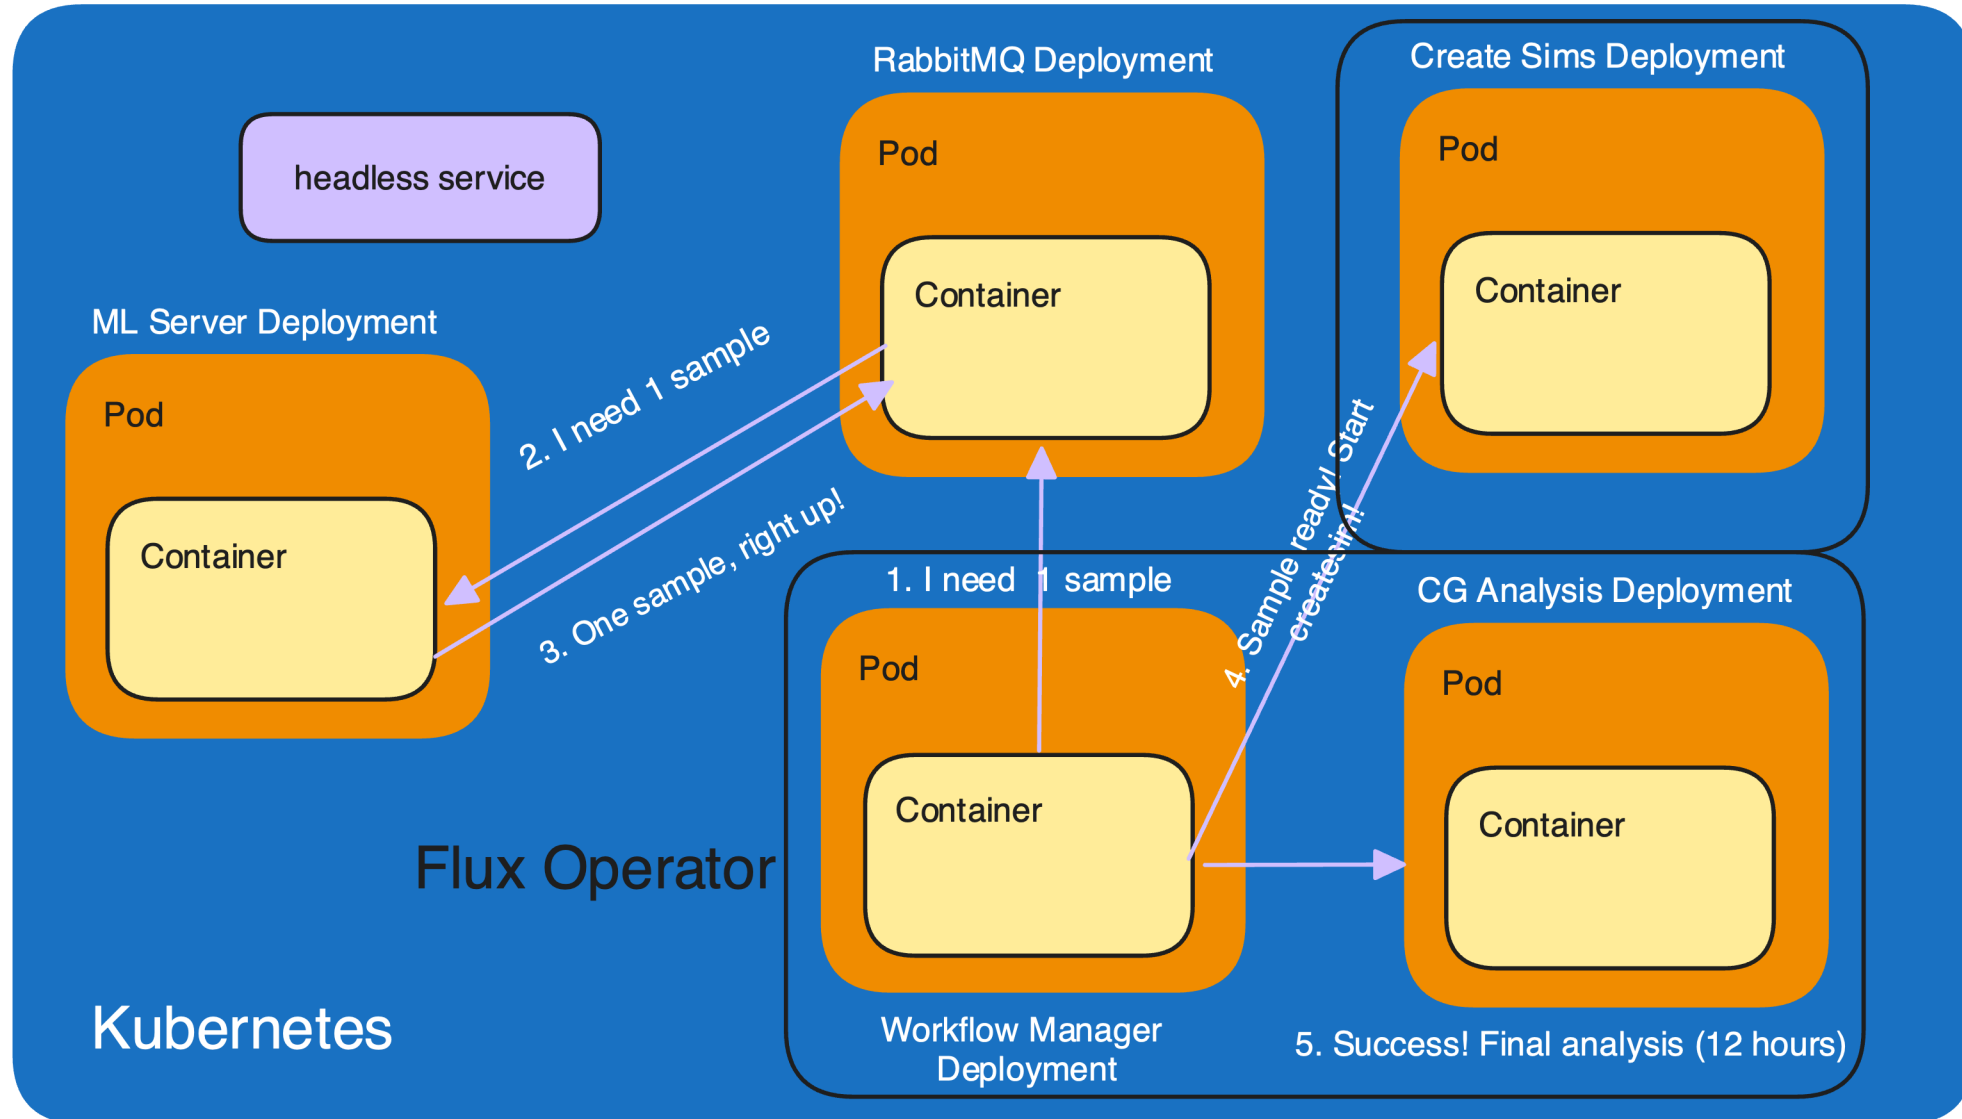 RabbitMQ Deployment
Create Sims Deployment
Pod
Pod
headless service
Container
Container
ML Server Deployment
Pod
2. I need 1 sample
Container
3. One sample, right up!
4. Sample ready! Start
createsim!
1. I need 1 sample
CG Analysis Deployment
Pod
Pod
Container
Container
Flux Operator
Kubernetes
Workflow Manager
Deployment
5. Success! Final analysis (12 hours)